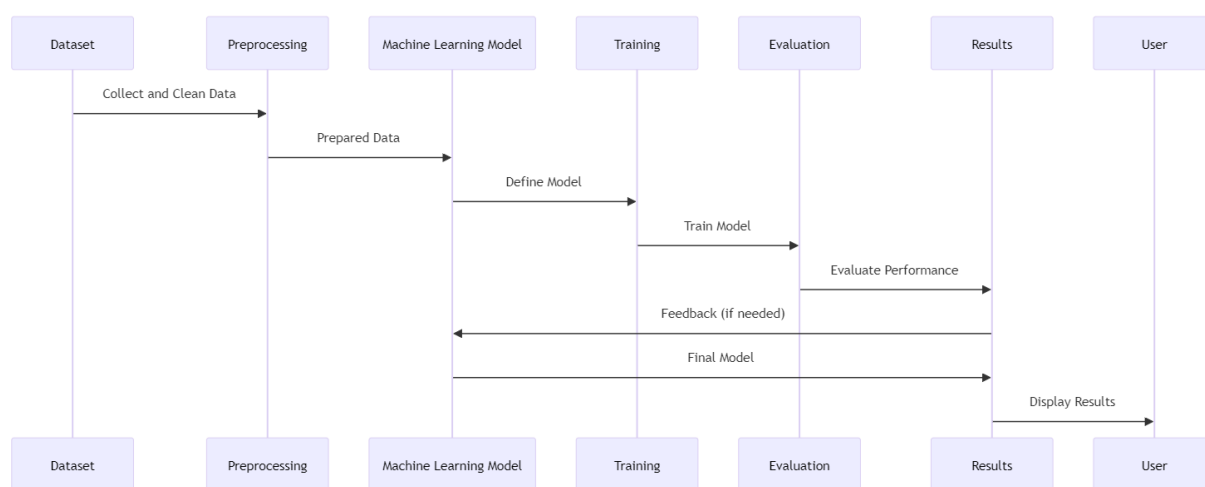 Dataset
Preprocessing
Machine Learning Model
Training
Evaluation
Results
User
Collect and Clean Data
Prepared Data
Define Model
Train Model
Evaluate Performance
Feedback (if needed)
Final Model
Display Results
Dataset
Preprocessing
Machine Learning Model
Training
Evaluation
Results
User